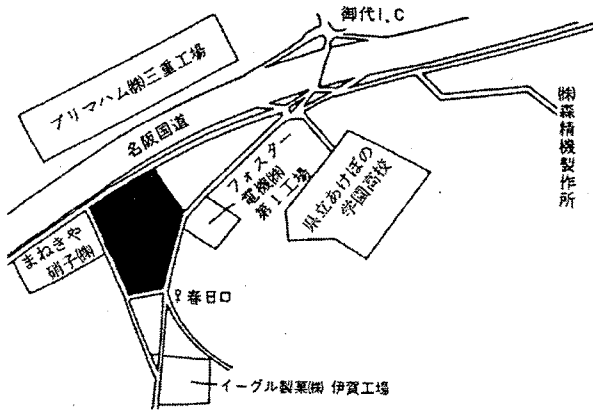 御代I.C
プリマハム㈱三重工場
名阪国道
㈱森精機製作所
フォスター
電機㈱
第1工場
県立あけぼの
学園高校
まねきや
硝子㈱
春日口
イーグル製菓㈱ 伊賀工場